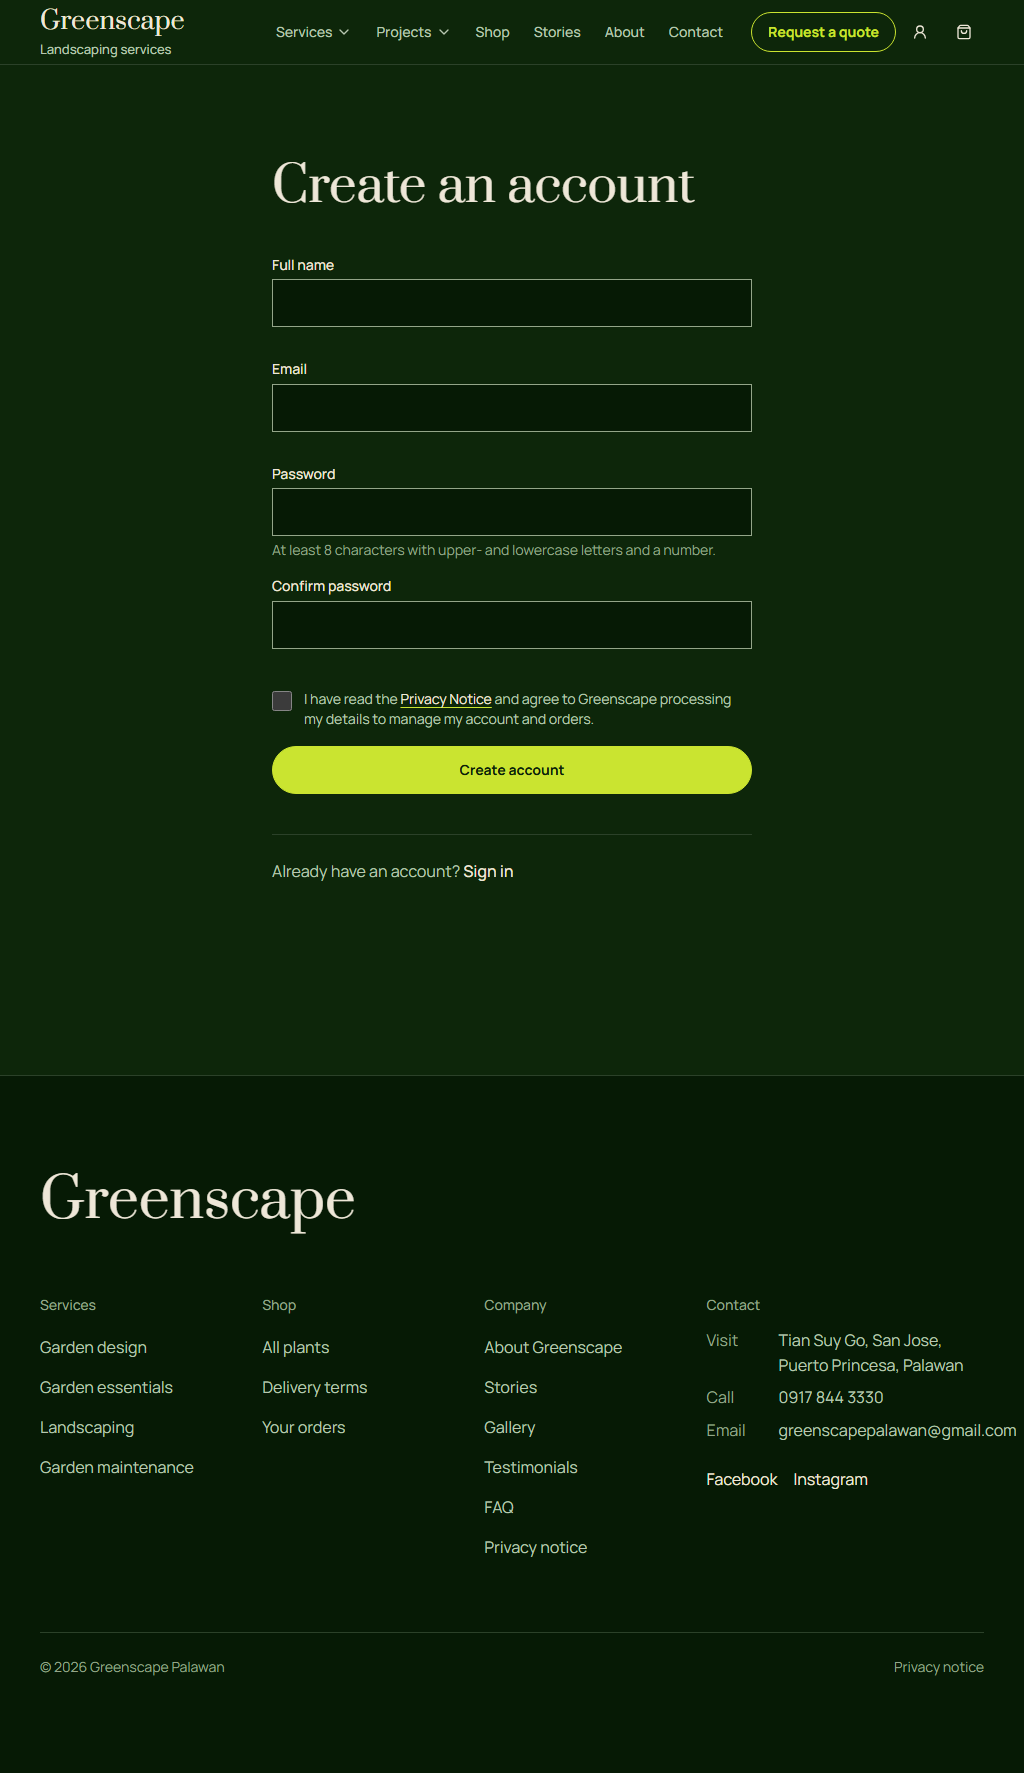 Greenscape
Landscaping services
Services
Projects
Shop
Stories
About
Contact
Request a quote
Create an account
Full name
Email
Password
At least 8 characters with upper- and lowercase letters and a number.
Confirm password
I have read the Privacy Notice and agree to Greenscape processing
my details to manage my account and orders.
Create account
Already have an account? Sign in
Greenscape
Services
Garden design
Garden essentials
Landscaping
Garden maintenance
Shop
All plants
Delivery terms
Your orders
Company
About Greenscape
Stories
Gallery
Testimonials
FAQ
Privacy notice
Contact
Visit Tian Suy Go, San Jose,
Puerto Princesa, Palawan
Call 0917 844 3330
Email greenscapepalawan@gmail.com
Facebook Instagram
© 2026 Greenscape Palawan
Privacy notice